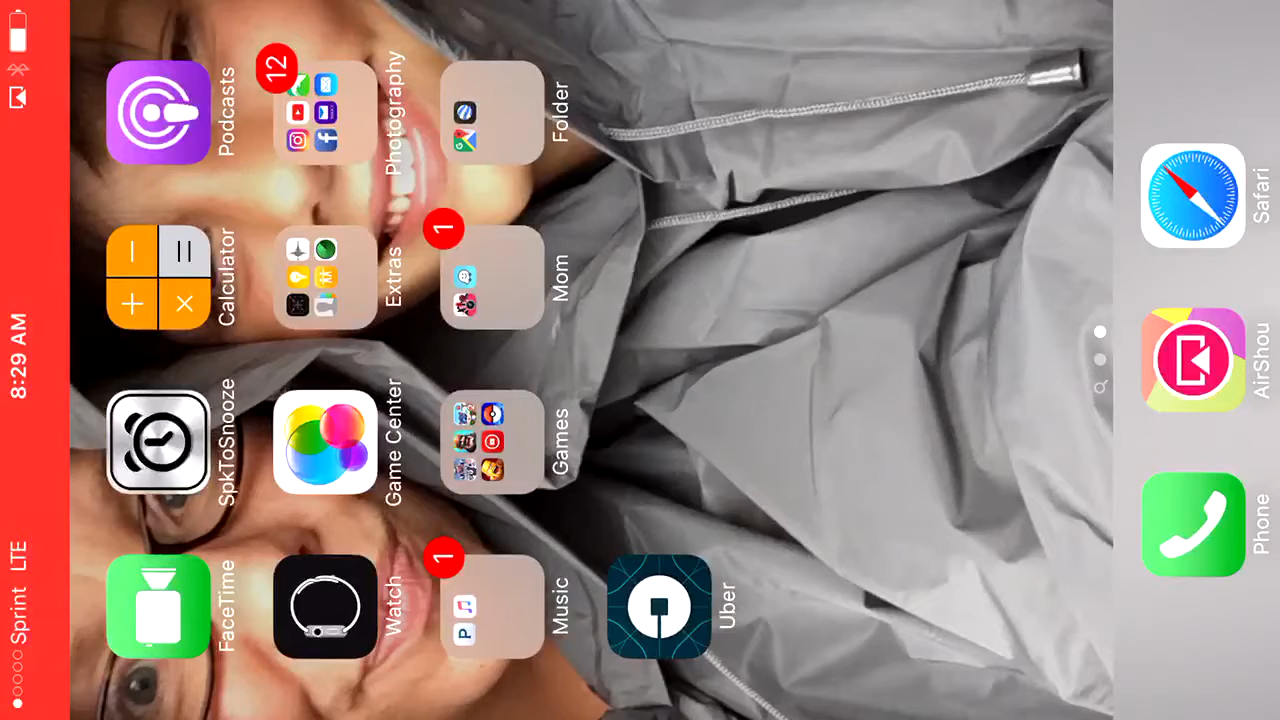 Sprint LTE 8:29 AM
FaceTime SpkToSnooze Calculator Podcasts
12
Watch Game Center Extras Photography
1 1
Music Games Mom Folder
Uber
Phone AirShou Safari